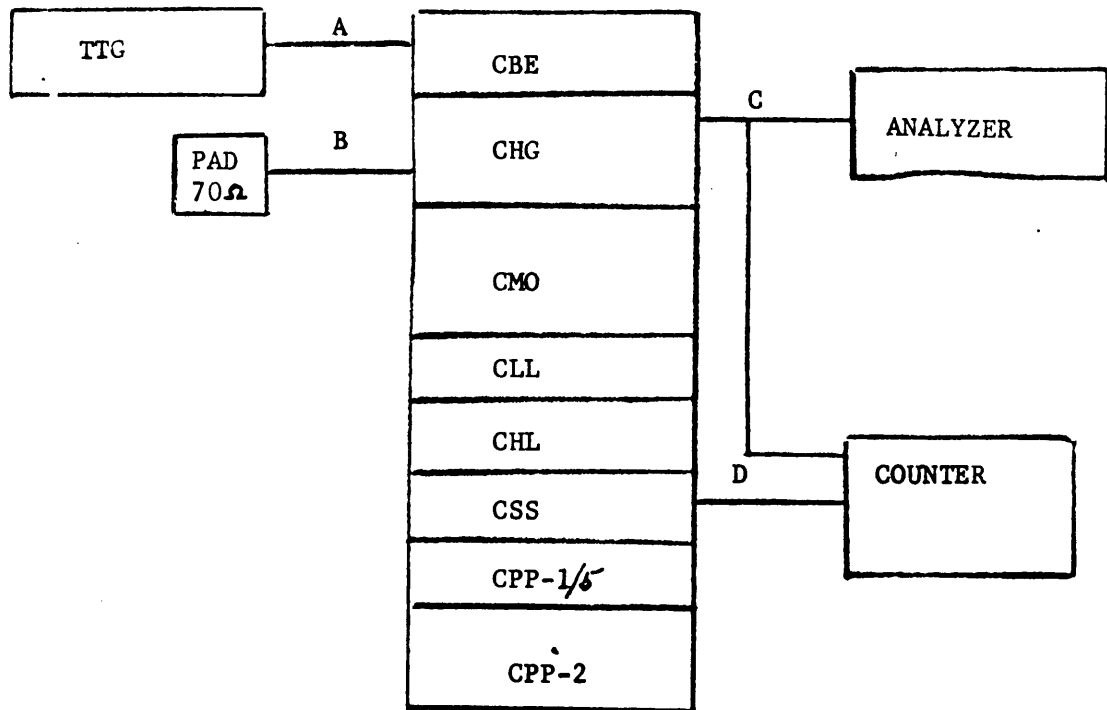 TTG
A
CBE
C
ANALYZER
PAD
70Ω
B
CHG
CMO
CLL
CHL
D
COUNTER
CSS
CPP-1/5
CPP-2